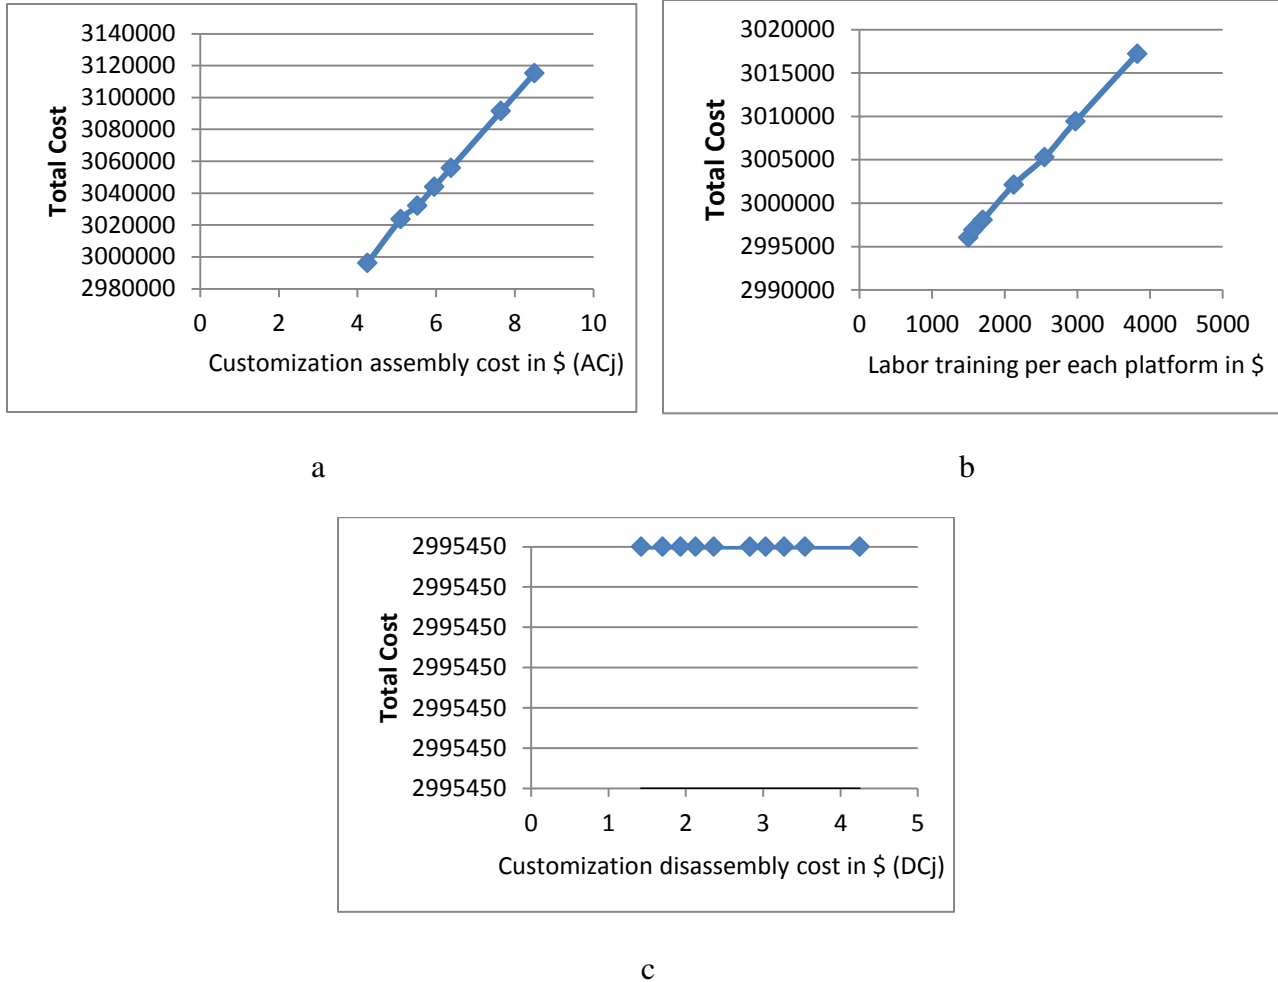 3140000
3120000
3100000
3080000
3060000
3040000
3020000
3000000
2980000
Total Cost
0 2 4 6 8 10
Customization assembly cost in $ (ACj)
a
3020000
3015000
3010000
3005000
3000000
2995000
2990000
Total Cost
0 1000 2000 3000 4000 5000
Labor training per each platform in $
b
2995450
2995450
2995450
2995450
2995450
2995450
2995450
Total Cost
0 1 2 3 4 5
Customization disassembly cost in $ (DCj)
c